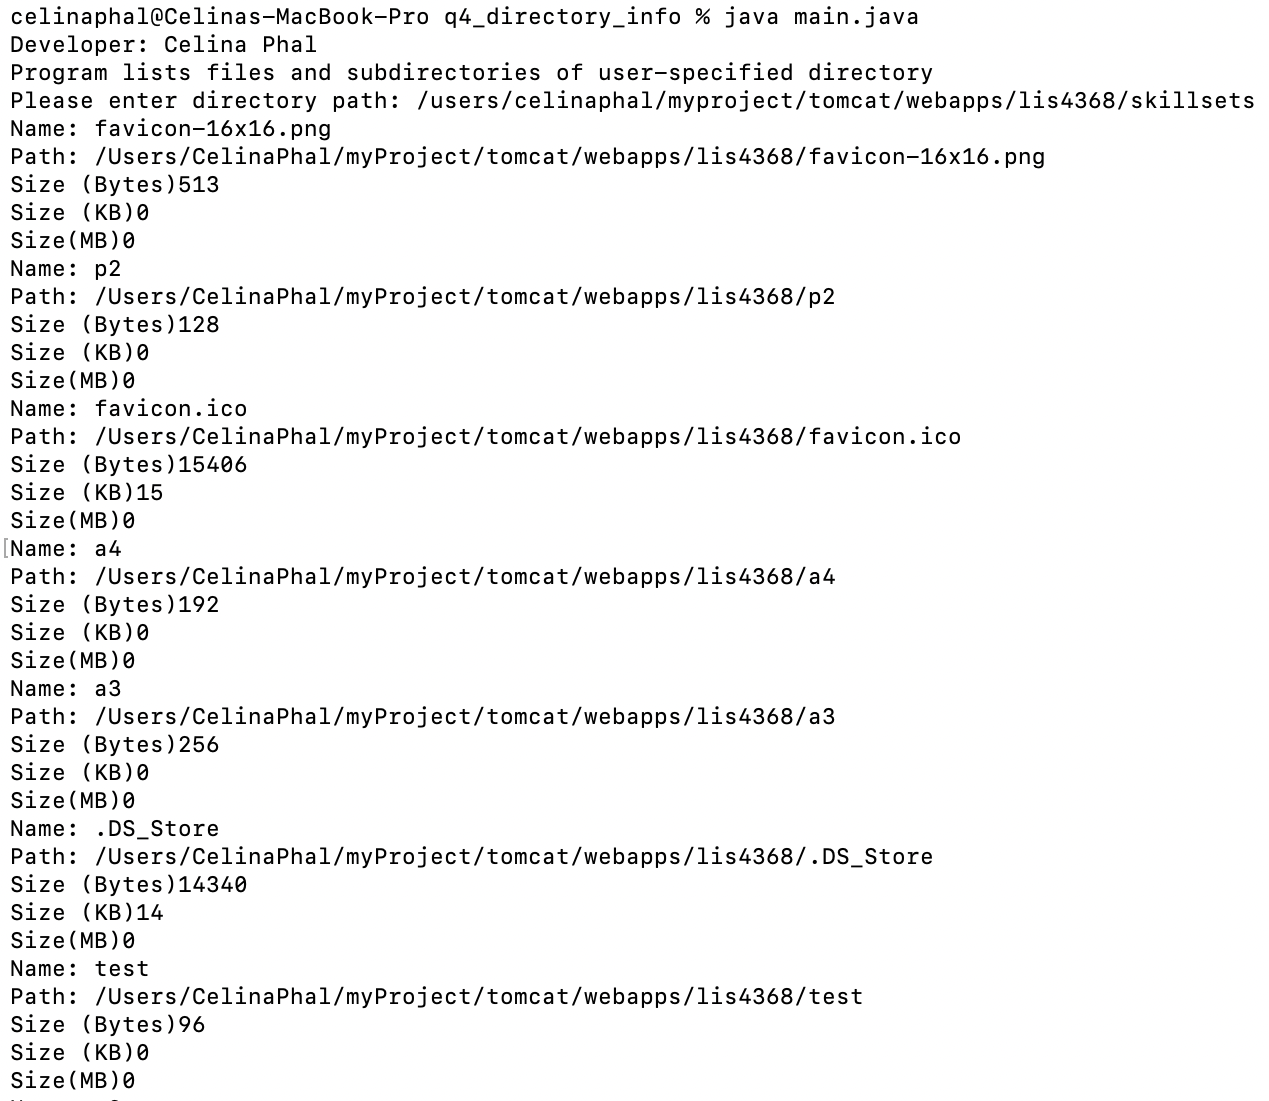 celinaphal@Celinas-MacBook-Pro q4_directory_info % java main.java
Developer: Celina Phal
Program lists files and subdirectories of user-specified directory
Please enter directory path: /users/celinaphal/myproject/tomcat/webapps/lis4368/skillsets
Name: favicon-16x16.png
Path: /Users/CelinaPhal/myProject/tomcat/webapps/lis4368/favicon-16x16.png
Size (Bytes)513
Size (KB)0
Size(MB)0
Name: p2
Path: /Users/CelinaPhal/myProject/tomcat/webapps/lis4368/p2
Size (Bytes)128
Size (KB)0
Size(MB)0
Name: favicon.ico
Path: /Users/CelinaPhal/myProject/tomcat/webapps/lis4368/favicon.ico
Size (Bytes)15406
Size (KB)15
Size(MB)0
[Name: a4
Path: /Users/CelinaPhal/myProject/tomcat/webapps/lis4368/a4
Size (Bytes)192
Size (KB)0
Size(MB)0
Name: a3
Path: /Users/CelinaPhal/myProject/tomcat/webapps/lis4368/a3
Size (Bytes)256
Size (KB)0
Size(MB)0
Name: .DS_Store
Path: /Users/CelinaPhal/myProject/tomcat/webapps/lis4368/.DS_Store
Size (Bytes)14340
Size (KB)14
Size(MB)0
Name: test
Path: /Users/CelinaPhal/myProject/tomcat/webapps/lis4368/test
Size (Bytes)96
Size (KB)0
Size(MB)0